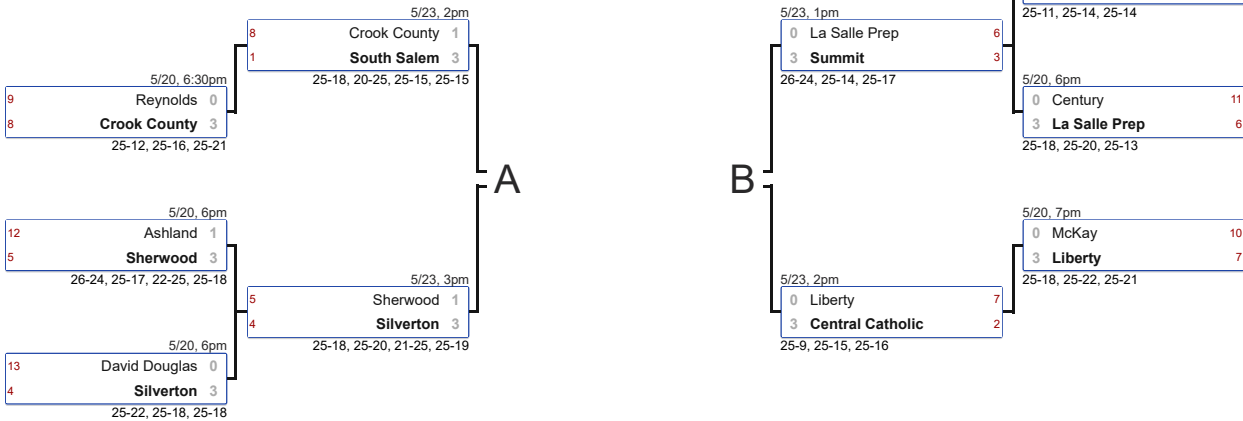 5/23, 2pm
8 Crook County 1
1 South Salem 3
25-18, 20-25, 25-15, 25-15
5/20, 6:30pm
9 Reynolds 0
8 Crook County 3
25-12, 25-16, 25-21
A
5/20, 6pm
12 Ashland 1
5 Sherwood 3
26-24, 25-17, 22-25, 25-18
5/23, 3pm
5 Sherwood 1
4 Silverton 3
25-18, 25-20, 21-25, 25-19
5/20, 6pm
13 David Douglas 0
4 Silverton 3
25-22, 25-18, 25-18
25-11, 25-14, 25-14
5/23, 1pm
0 La Salle Prep 6
3 Summit 3
26-24, 25-14, 25-17
5/20, 6pm
0 Century 11
3 La Salle Prep 6
25-18, 25-20, 25-13
B
5/20, 7pm
0 McKay 10
3 Liberty 7
25-18, 25-22, 25-21
5/23, 2pm
0 Liberty 7
3 Central Catholic 2
25-9, 25-15, 25-16